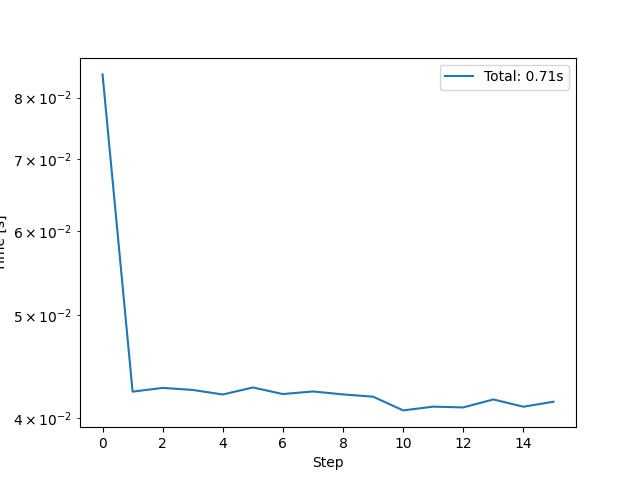 Total: 0.71s
8 × 10⁻²
7 × 10⁻²
6 × 10⁻²
5 × 10⁻²
4 × 10⁻²
Time [s]
0 2 4 6 8 10 12 14
Step